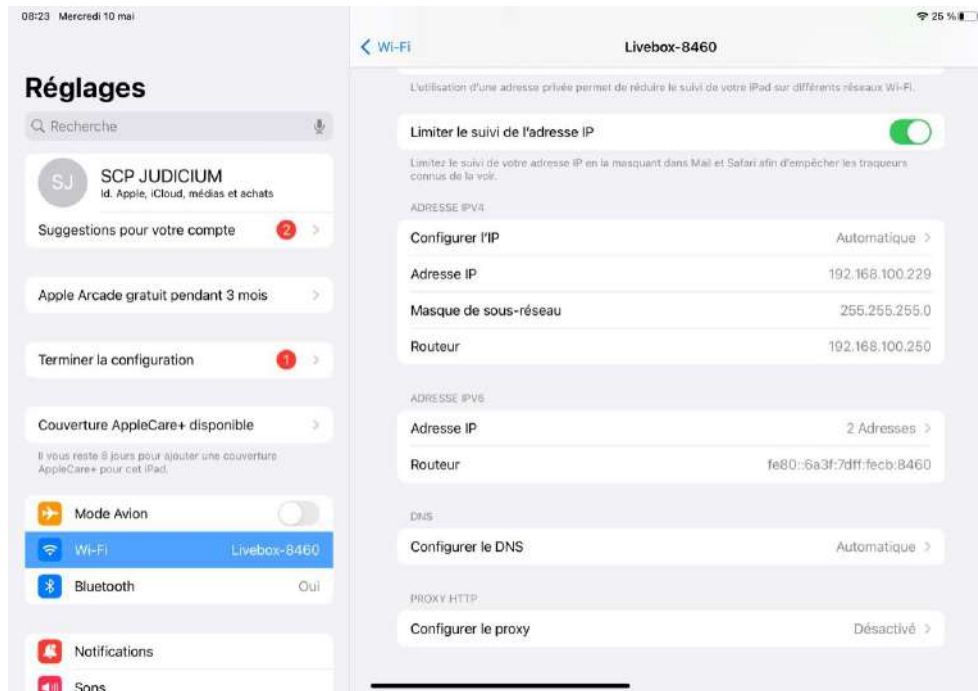 08:23 Mercredi 10 mai
25 %
Wi-Fi
Livebox-8460
Réglages
Recherche
SJ
SCP JUDICIUM
Id. Apple, iCloud, médias et achats
Suggestions pour votre compte 2
Apple Arcade gratuit pendant 3 mois
Terminer la configuration 1
Couverture AppleCare+ disponible
Il vous reste 8 jours pour ajouter une couverture
AppleCare+ pour cet iPad.
Mode Avion
Wi-Fi Livebox-8460
Bluetooth Oui
Notifications
Sons
L'utilisation d'une adresse privée permet de réduire le suivi de votre iPad sur différents réseaux Wi-Fi.
Limiter le suivi de l'adresse IP
Limitez le suivi de votre adresse IP en la masquant dans Mail et Safari afin d'empêcher les traqueurs
connus de la voir.
ADRESSE IPV4
Configurer l'IP Automatique
Adresse IP 192.168.100.229
Masque de sous-réseau 255.255.255.0
Routeur 192.168.100.250
ADRESSE IPV6
Adresse IP 2 Adresses
Routeur fe80::6a3f:7dff:fecb:8460
DNS
Configurer le DNS Automatique
PROXY HTTP
Configurer le proxy Désactivé